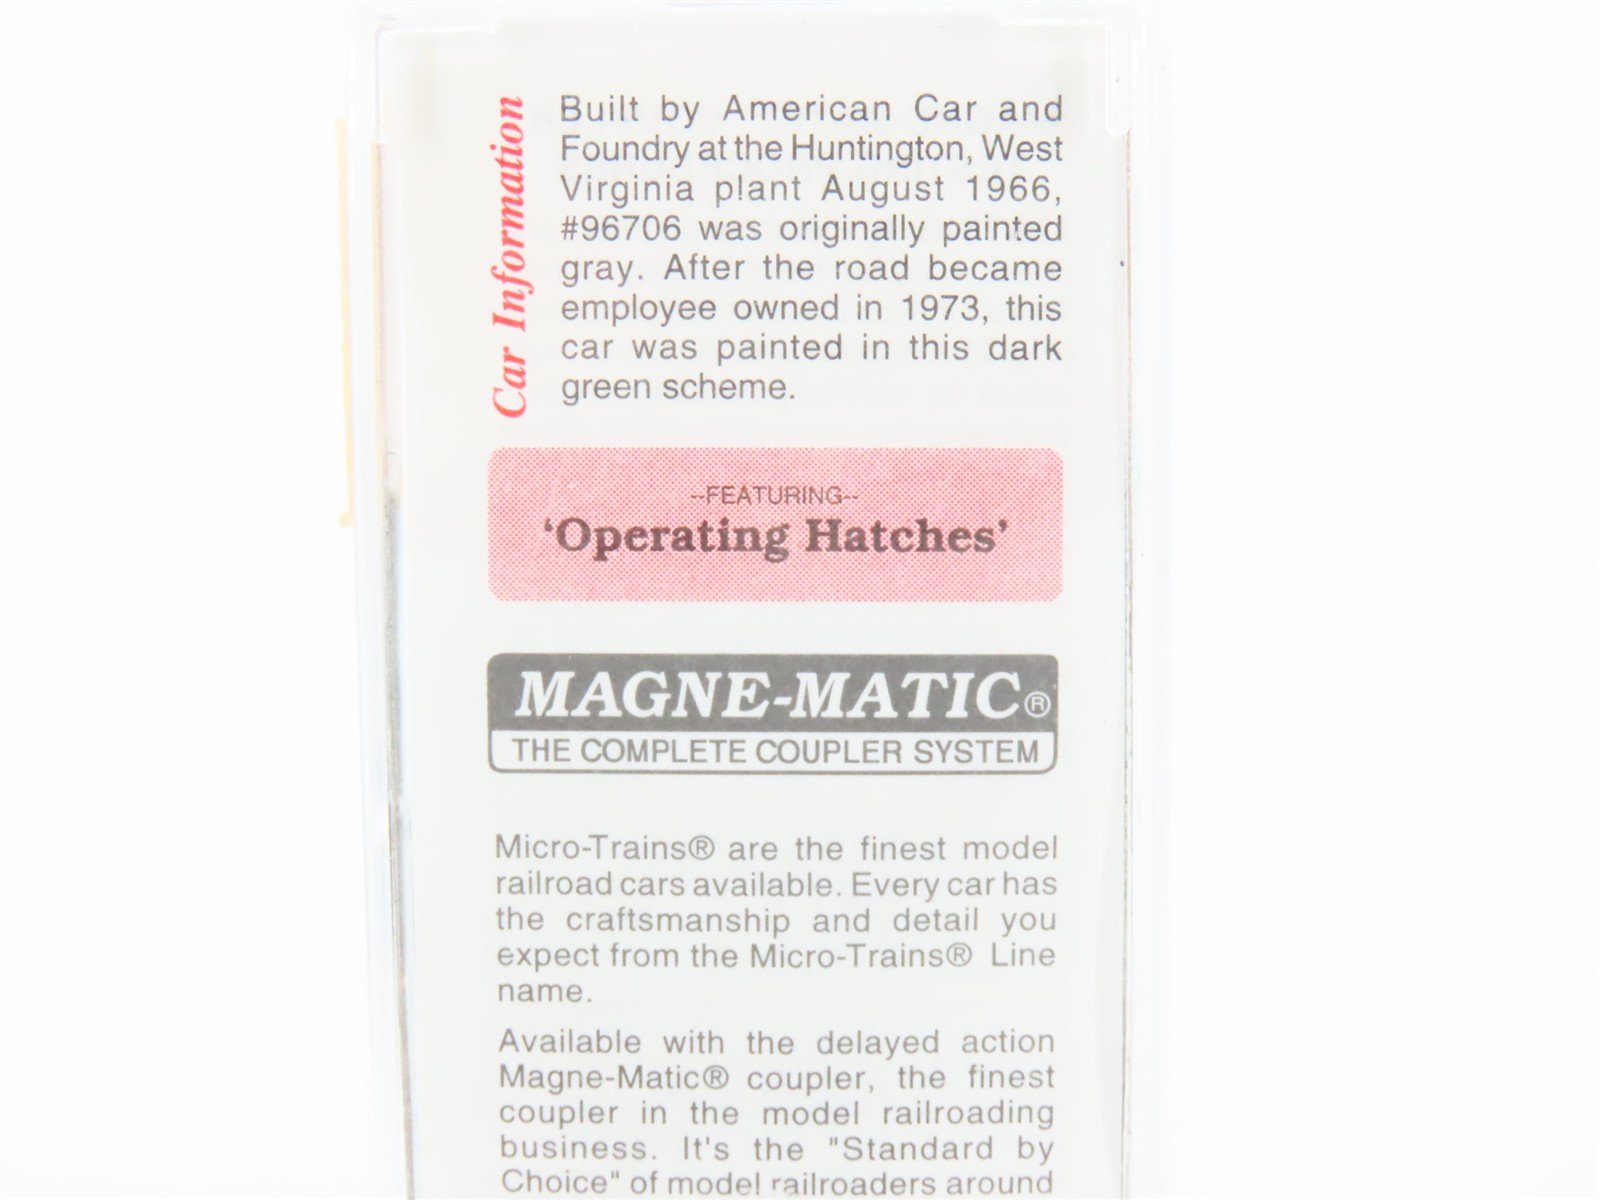 Car Information
Built by American Car and
Foundry at the Huntington, West
Virginia plant August 1966,
#96706 was originally painted
gray. After the road became
employee owned in 1973, this
car was painted in this dark
green scheme.
--FEATURING--
'Operating Hatches'
MAGNE-MATIC®
THE COMPLETE COUPLER SYSTEM
Micro-Trains® are the finest model
railroad cars available. Every car has
the craftsmanship and detail you
expect from the Micro-Trains® Line
name.
Available with the delayed action
Magne-Matic® coupler, the finest
coupler in the model railroading
business. It's the "Standard by
Choice" of model railroaders around